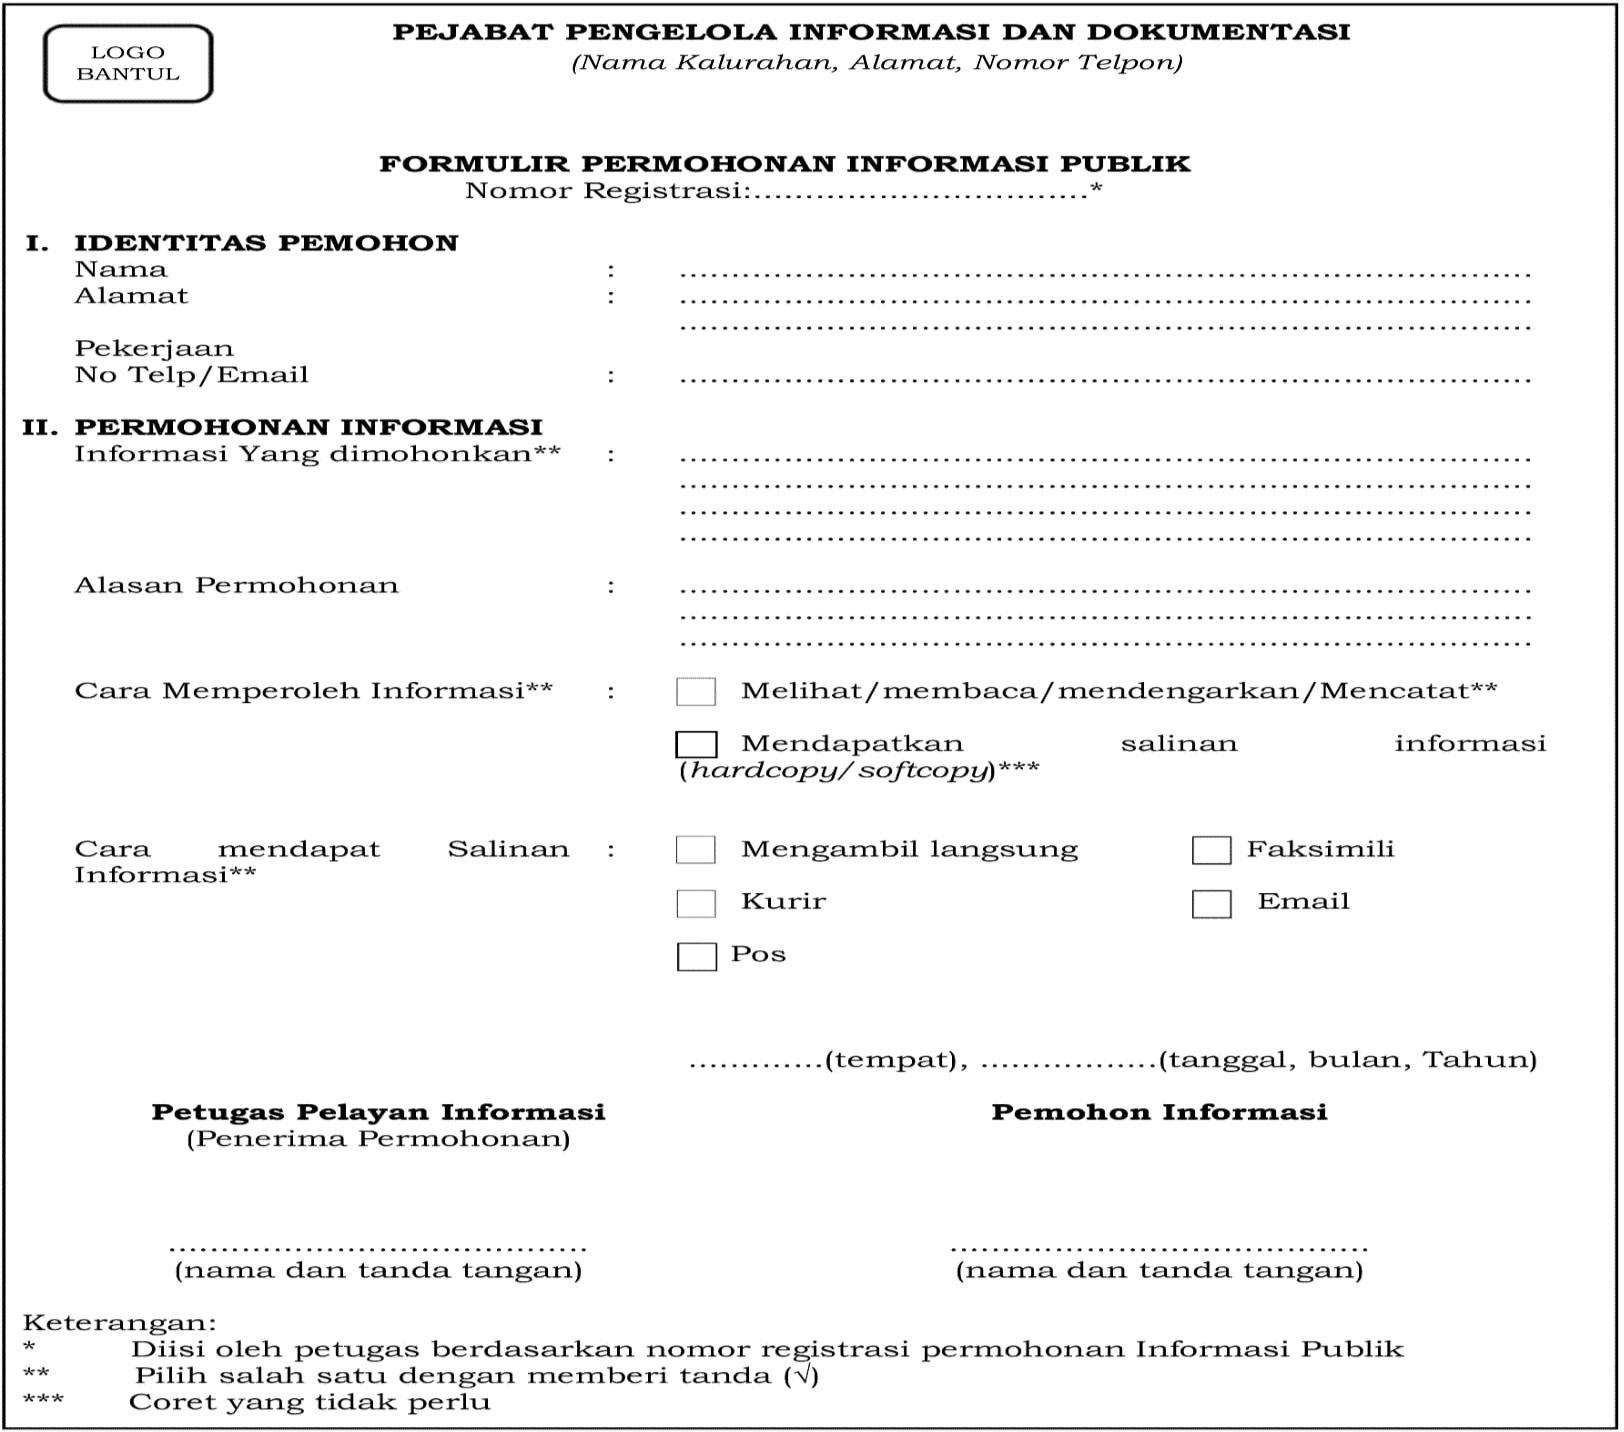 LOGO
BANTUL
PEJABAT PENGELOLA INFORMASI DAN DOKUMENTASI
(Nama Kalurahan, Alamat, Nomor Telpon)
FORMULIR PERMOHONAN INFORMASI PUBLIK
Nomor Registrasi:................................*
I. IDENTITAS PEMOHON
Nama : ..................................................................................
Alamat : ..................................................................................
..................................................................................
Pekerjaan
No Telp/Email : ..................................................................................
II. PERMOHONAN INFORMASI
Informasi Yang dimohonkan** : ..................................................................................
..................................................................................
..................................................................................
..................................................................................
Alasan Permohonan : ..................................................................................
..................................................................................
..................................................................................
Cara Memperoleh Informasi** : Melihat/membaca/mendengarkan/Mencatat**
Mendapatkan salinan informasi
(hardcopy/softcopy)***
Cara mendapat Salinan : Mengambil langsung Faksimili
Informasi**
Kurir Email
Pos
.............(tempat), .................(tanggal, bulan, Tahun)
Petugas Pelayan Informasi Pemohon Informasi
(Penerima Permohonan)
........................................ ........................................
(nama dan tanda tangan) (nama dan tanda tangan)
Keterangan:
* Diisi oleh petugas berdasarkan nomor registrasi permohonan Informasi Publik
** Pilih salah satu dengan memberi tanda (√)
*** Coret yang tidak perlu